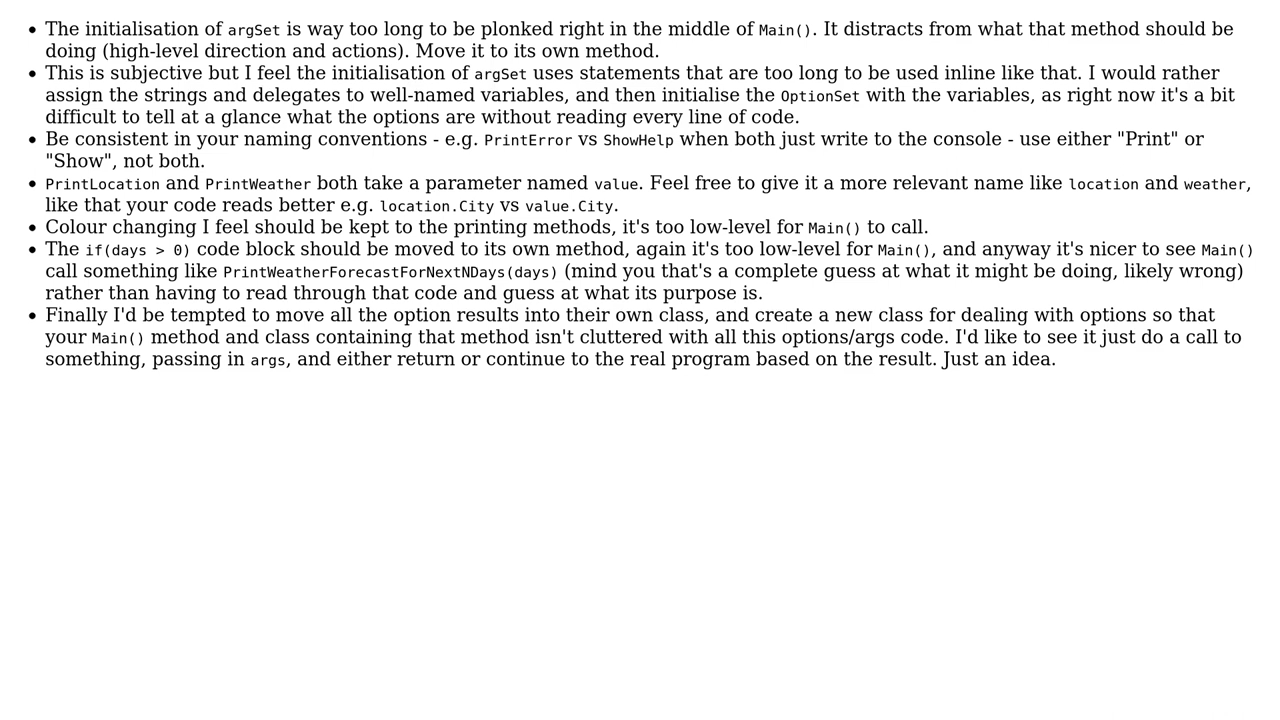 • The initialisation of argSet is way too long to be plonked right in the middle of Main(). It distracts from what that method should be
doing (high-level direction and actions). Move it to its own method.
• This is subjective but I feel the initialisation of argSet uses statements that are too long to be used inline like that. I would rather
assign the strings and delegates to well-named variables, and then initialise the OptionSet with the variables, as right now it's a bit
difficult to tell at a glance what the options are without reading every line of code.
• Be consistent in your naming conventions - e.g. PrintError vs ShowHelp when both just write to the console - use either "Print" or
"Show", not both.
• PrintLocation and PrintWeather both take a parameter named value. Feel free to give it a more relevant name like location and weather,
like that your code reads better e.g. location.City vs value.City.
• Colour changing I feel should be kept to the printing methods, it's too low-level for Main() to call.
• The if(days > 0) code block should be moved to its own method, again it's too low-level for Main(), and anyway it's nicer to see Main()
call something like PrintWeatherForecastForNextNDays(days) (mind you that's a complete guess at what it might be doing, likely wrong)
rather than having to read through that code and guess at what its purpose is.
• Finally I'd be tempted to move all the option results into their own class, and create a new class for dealing with options so that
your Main() method and class containing that method isn't cluttered with all this options/args code. I'd like to see it just do a call to
something, passing in args, and either return or continue to the real program based on the result. Just an idea.